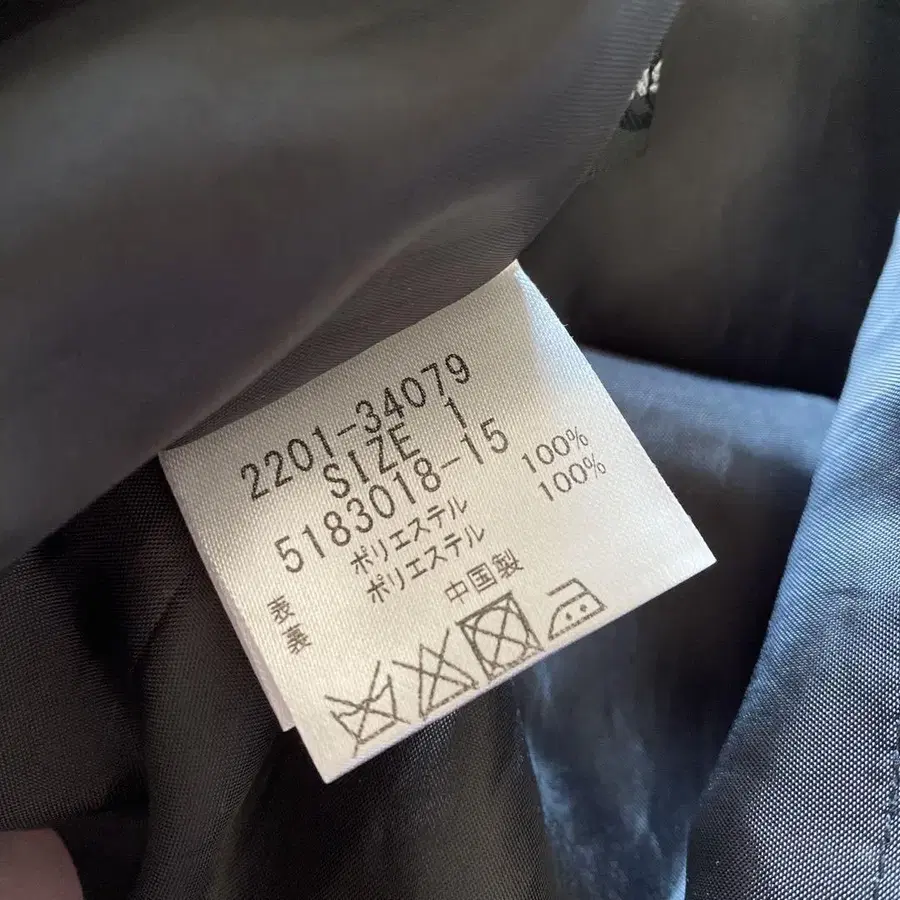 2201-34079
SIZE 1
5183018-15
表 ポリエステル 100%
裏 ポリエステル 100%
中国製